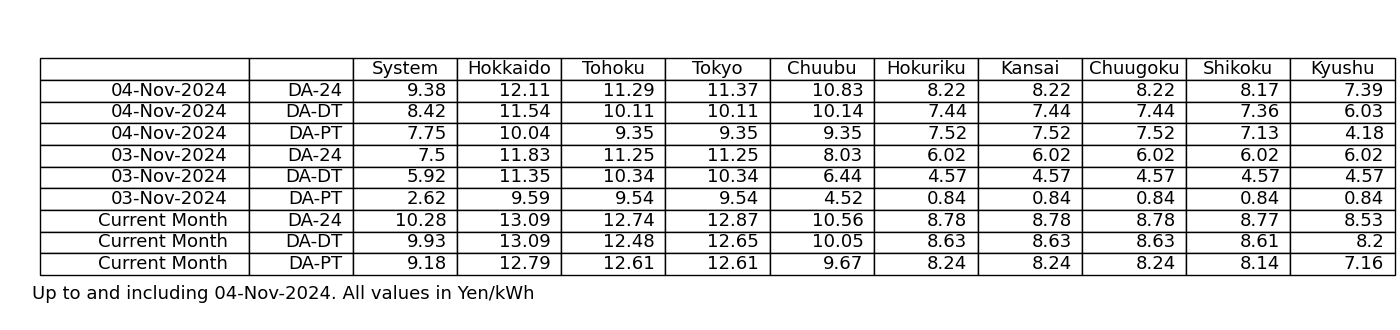 System Hokkaido Tohoku Tokyo Chuubu Hokuriku Kansai Chuugoku Shikoku Kyushu
04-Nov-2024 DA-24 9.38 12.11 11.29 11.37 10.83 8.22 8.22 8.22 8.17 7.39
04-Nov-2024 DA-DT 8.42 11.54 10.11 10.11 10.14 7.44 7.44 7.44 7.36 6.03
04-Nov-2024 DA-PT 7.75 10.04 9.35 9.35 9.35 7.52 7.52 7.52 7.13 4.18
03-Nov-2024 DA-24 7.5 11.83 11.25 11.25 8.03 6.02 6.02 6.02 6.02 6.02
03-Nov-2024 DA-DT 5.92 11.35 10.34 10.34 6.44 4.57 4.57 4.57 4.57 4.57
03-Nov-2024 DA-PT 2.62 9.59 9.54 9.54 4.52 0.84 0.84 0.84 0.84 0.84
Current Month DA-24 10.28 13.09 12.74 12.87 10.56 8.78 8.78 8.78 8.77 8.53
Current Month DA-DT 9.93 13.09 12.48 12.65 10.05 8.63 8.63 8.63 8.61 8.2
Current Month DA-PT 9.18 12.79 12.61 12.61 9.67 8.24 8.24 8.24 8.14 7.16
Up to and including 04-Nov-2024. All values in Yen/kWh